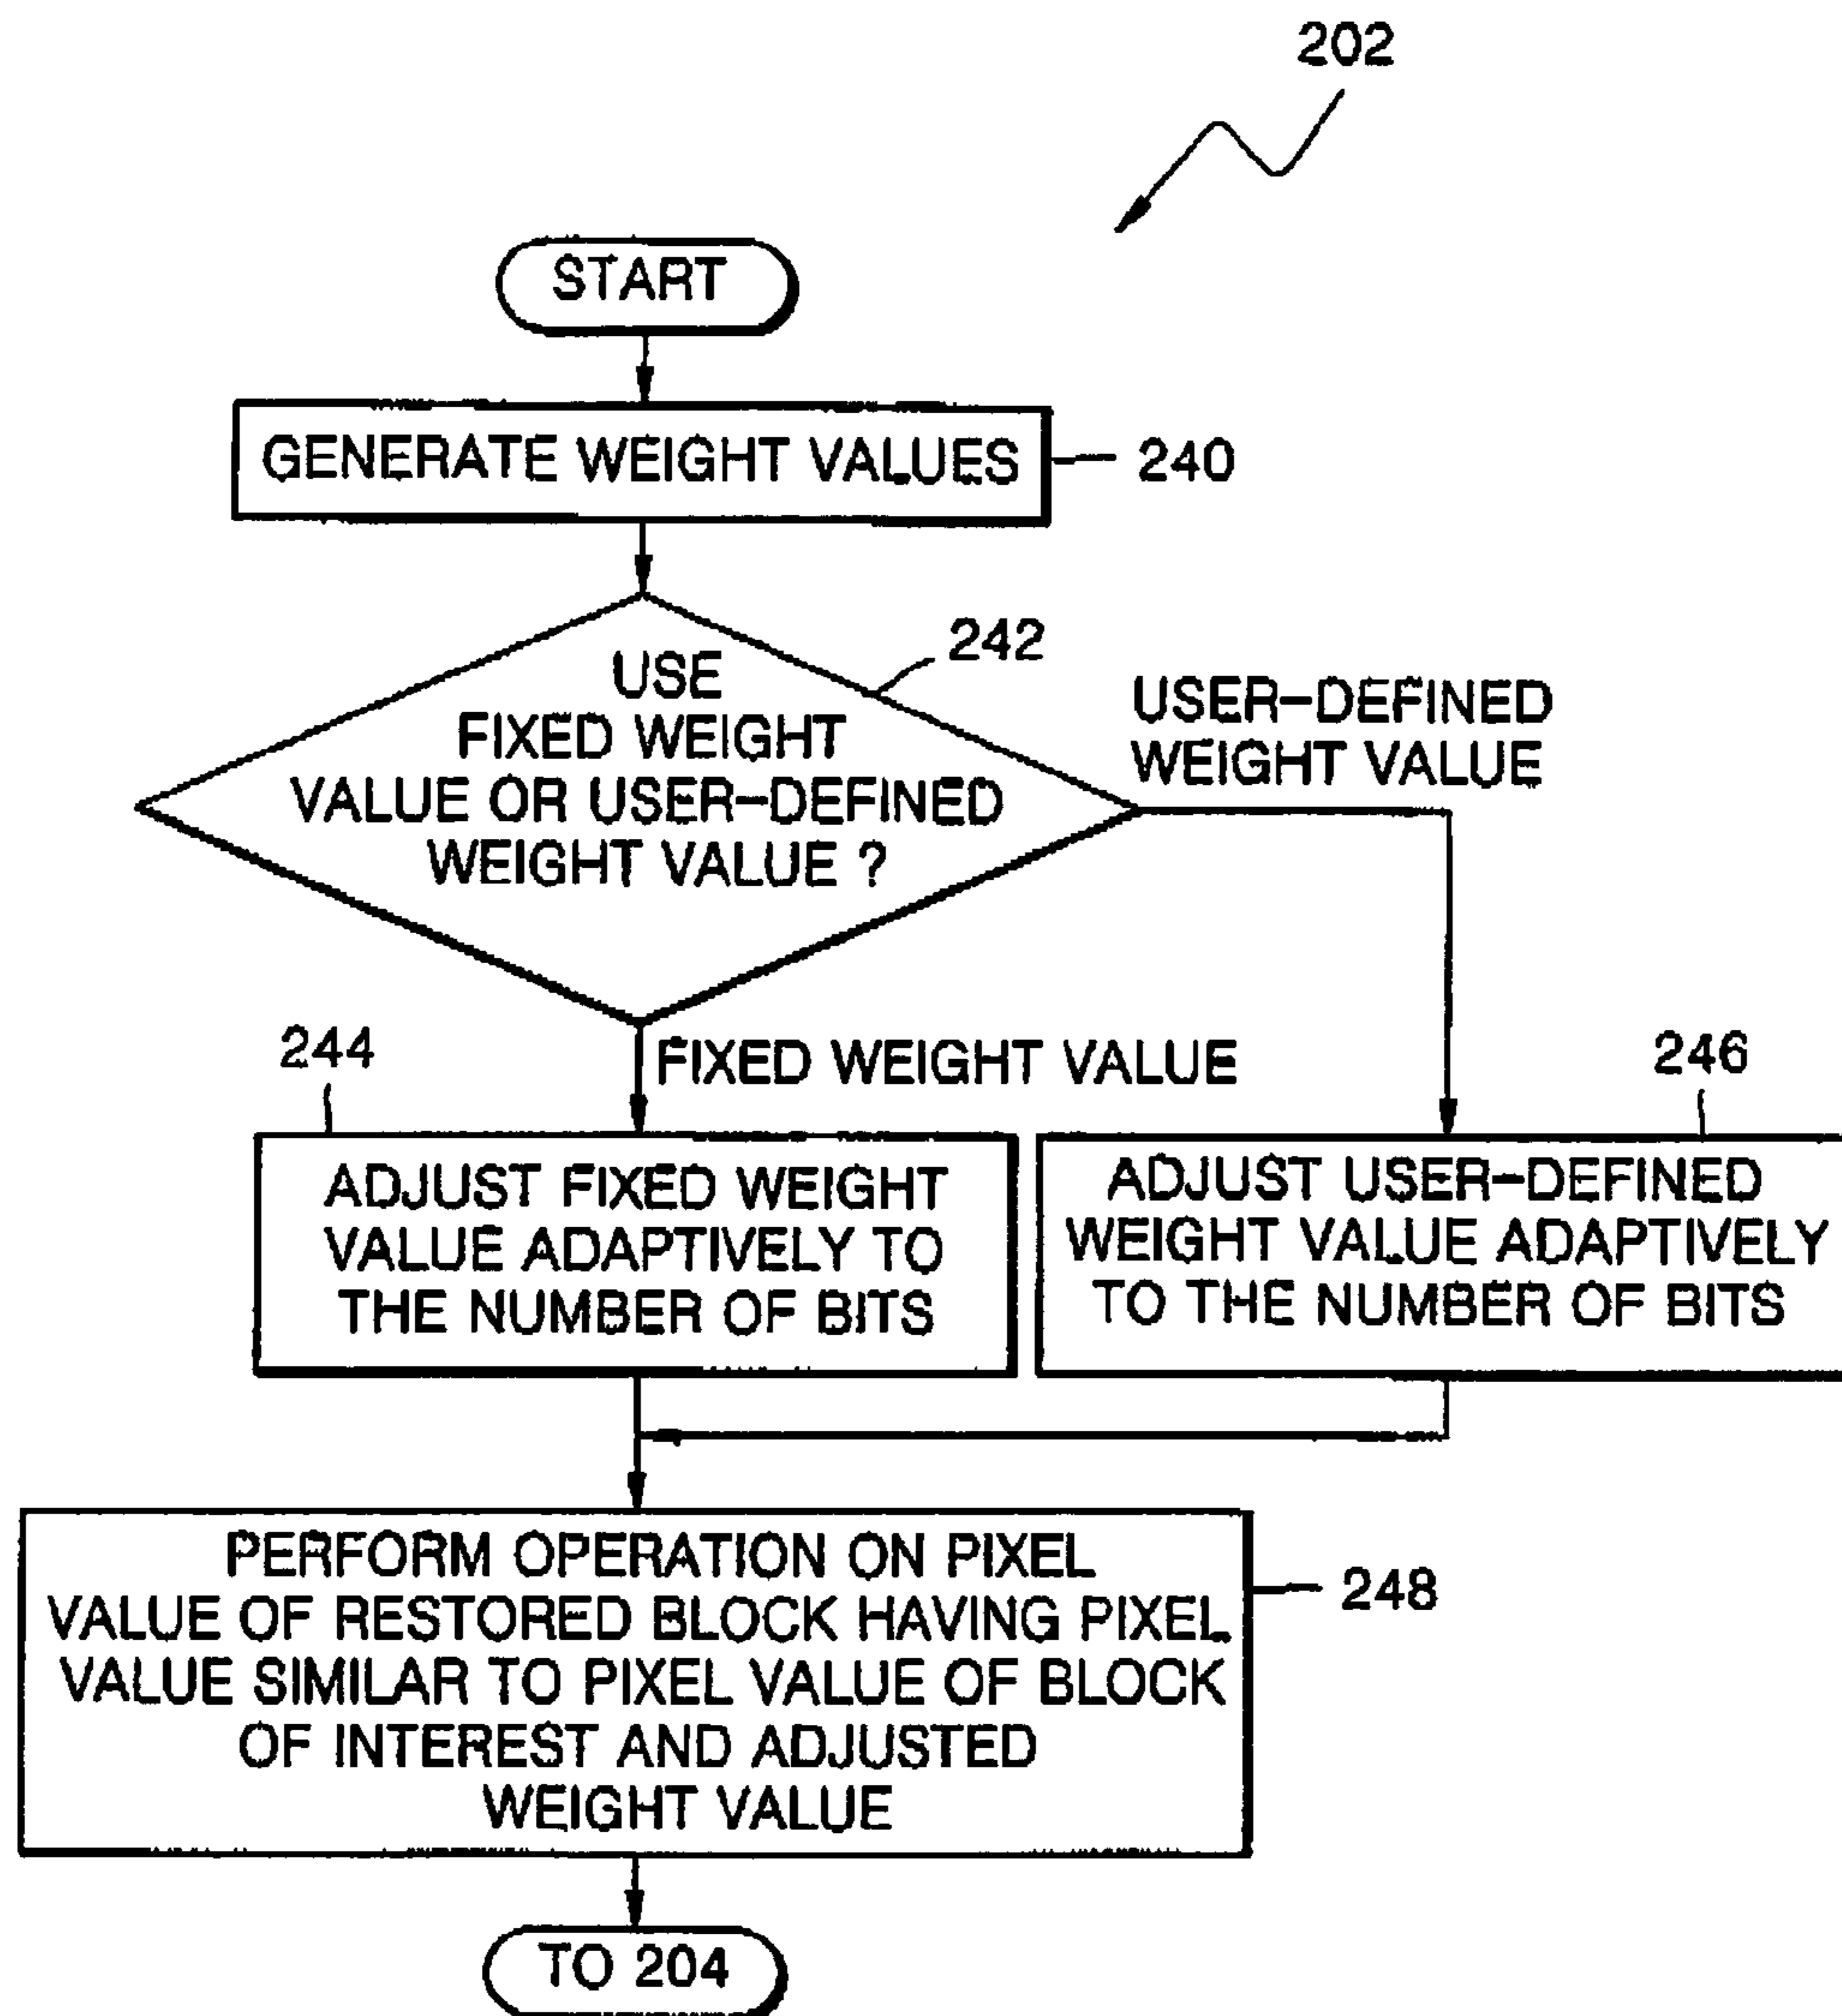 202
START
GENERATE WEIGHT VALUES
240
242
USE
FIXED WEIGHT
VALUE OR USER-DEFINED
WEIGHT VALUE ?
USER-DEFINED
WEIGHT VALUE
244
FIXED WEIGHT VALUE
246
ADJUST FIXED WEIGHT
VALUE ADAPTIVELY TO
THE NUMBER OF BITS
ADJUST USER-DEFINED
WEIGHT VALUE ADAPTIVELY
TO THE NUMBER OF BITS
PERFORM OPERATION ON PIXEL
VALUE OF RESTORED BLOCK HAVING PIXEL
VALUE SIMILAR TO PIXEL VALUE OF BLOCK
OF INTEREST AND ADJUSTED
WEIGHT VALUE
248
TO 204